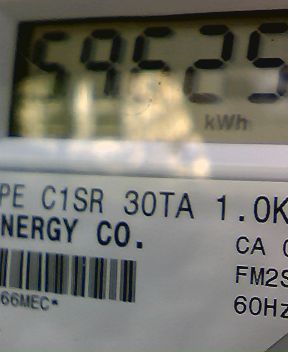 59525
kWh
PE C1SR 30TA 1.0K
NERGY CO.
CA
FM2S
60Hz
66MEC*